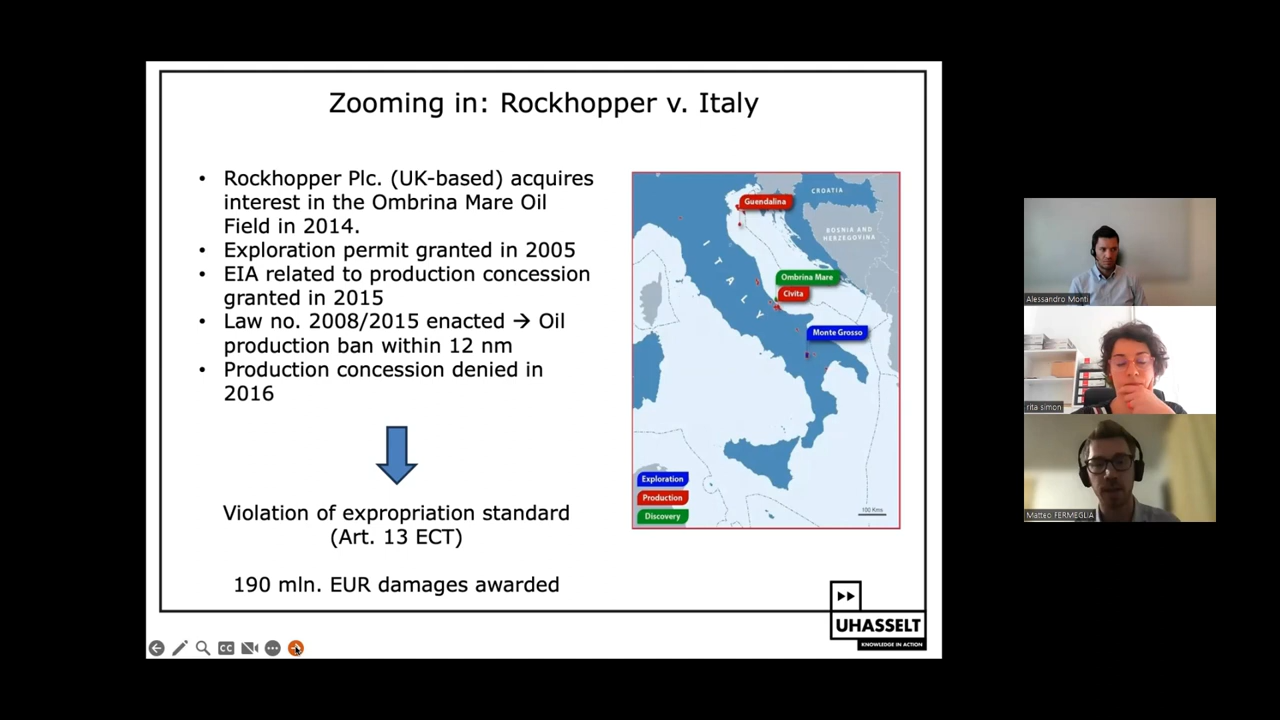 Zooming in: Rockhopper v. Italy
• Rockhopper Plc. (UK-based) acquires
interest in the Ombrina Mare Oil
Field in 2014.
• Exploration permit granted in 2005
• EIA related to production concession
granted in 2015
• Law no. 2008/2015 enacted → Oil
production ban within 12 nm
• Production concession denied in
2016
Violation of expropriation standard
(Art. 13 ECT)
190 mln. EUR damages awarded
CROATIA
Guendalina
BOSNIA AND
HERZEGOVINA
ITALY
Ombrina Mare
Civita
Monte Grosso
Exploration
Production
Discovery
100 Kms
UHASSELT
KNOWLEDGE IN ACTION
CC
Alessandro Monti
rita simon
Matteo FERMEGLIA